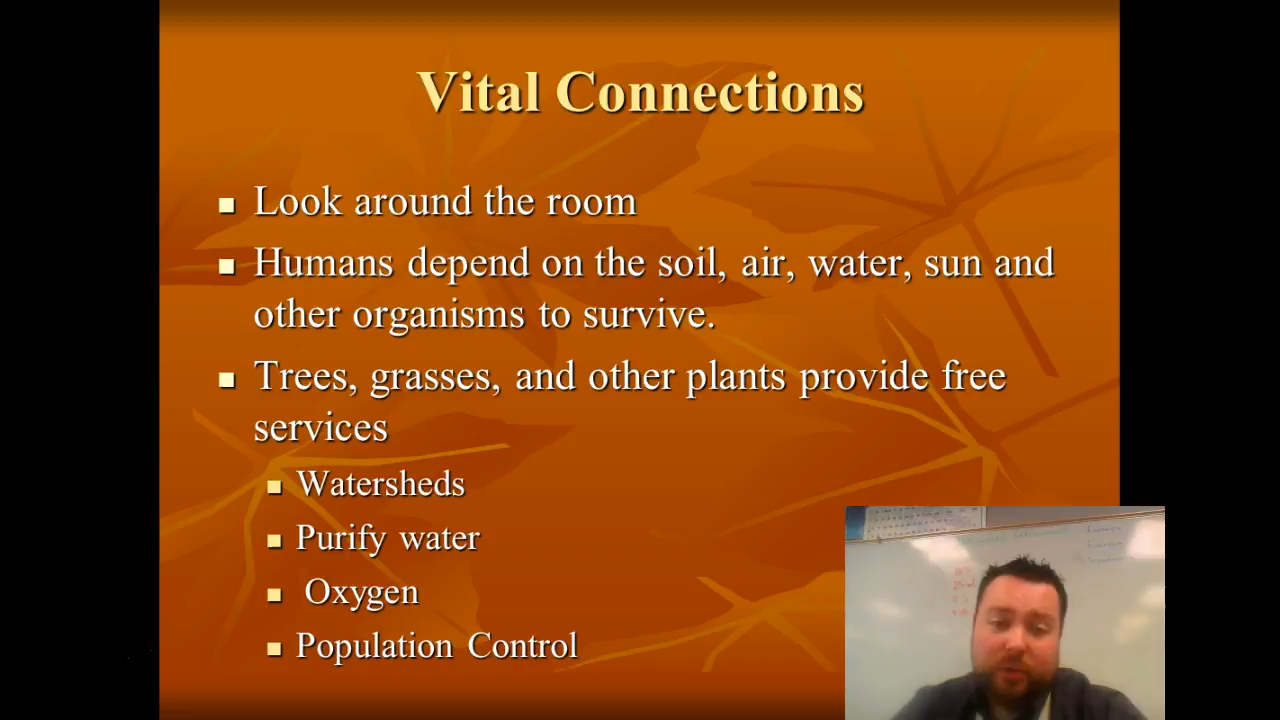 Vital Connections
Look around the room
Humans depend on the soil, air, water, sun and
other organisms to survive.
Trees, grasses, and other plants provide free
services
Watersheds
Purify water
Oxygen
Population Control